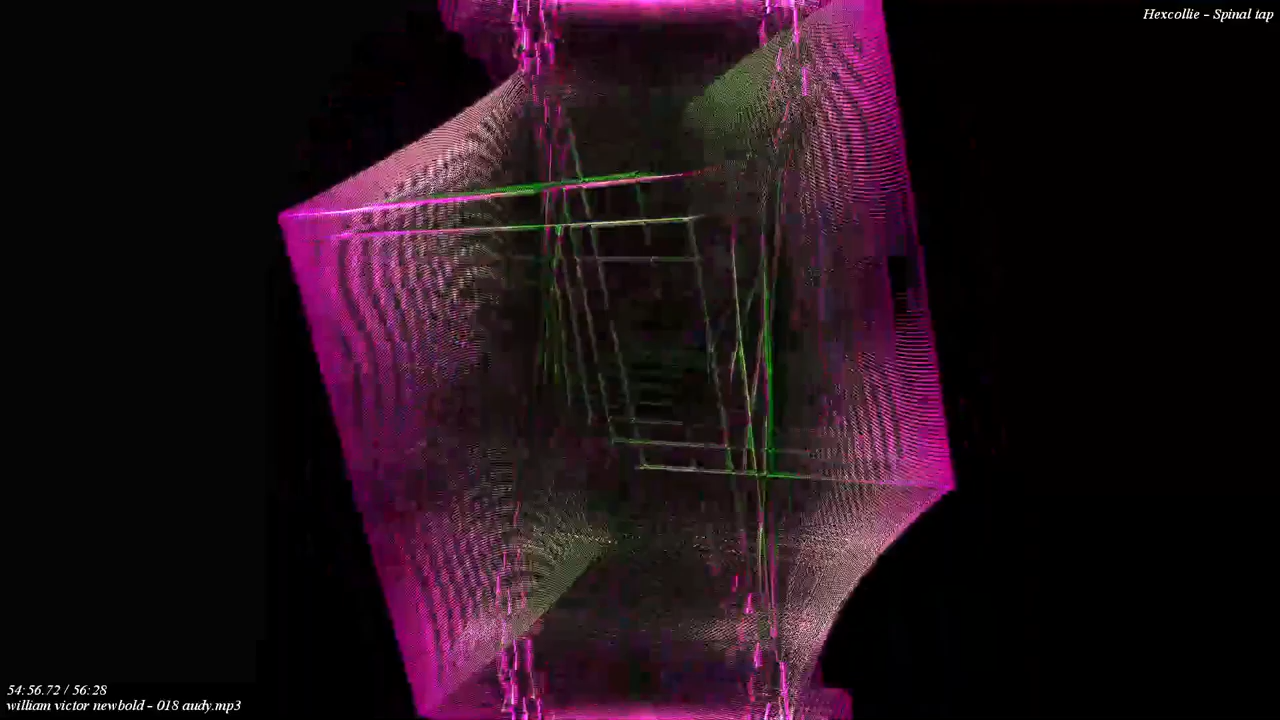 Hexcollie - Spinal tap
54:56.72 / 56:28
william victor newbold - 018 audy.mp3